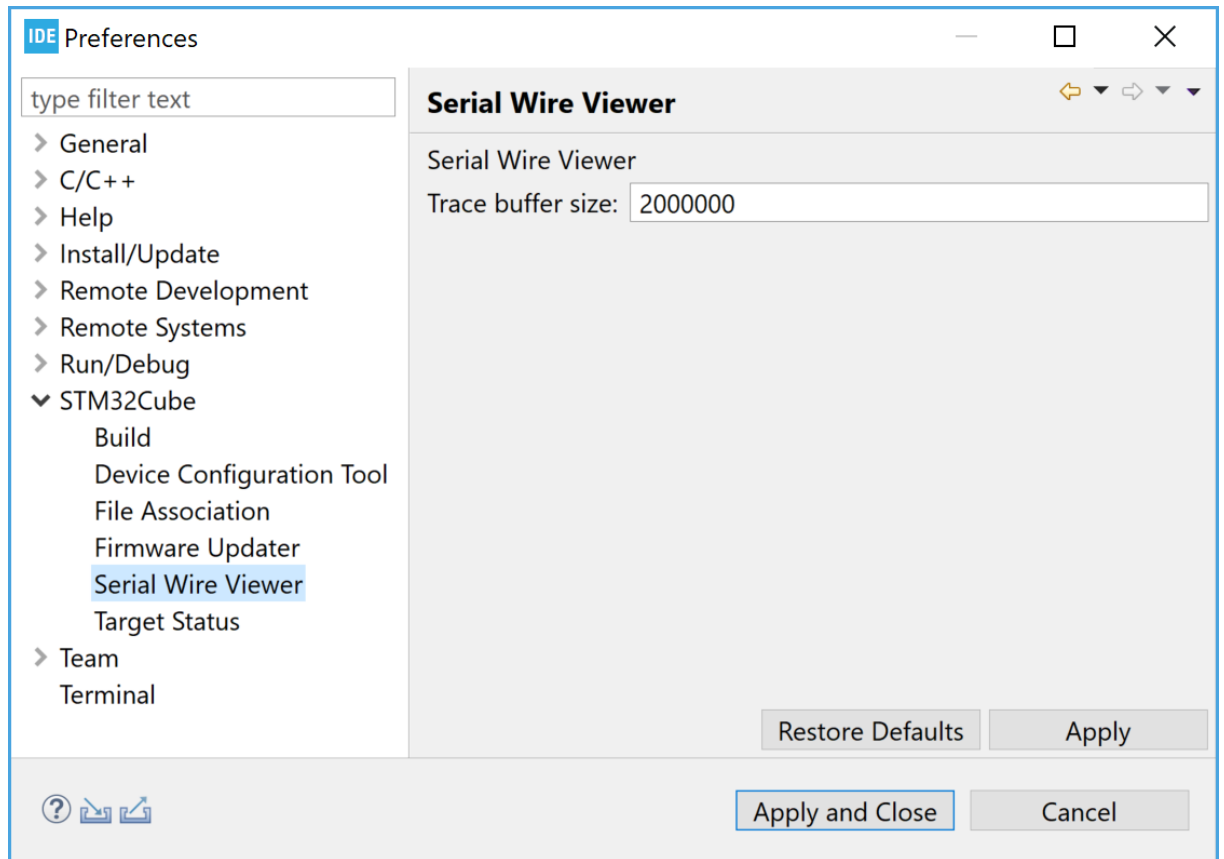 IDE Preferences
type filter text
General
C/C++
Help
Install/Update
Remote Development
Remote Systems
Run/Debug
STM32Cube
Build
Device Configuration Tool
File Association
Firmware Updater
Serial Wire Viewer
Target Status
Team
Terminal
Serial Wire Viewer
Serial Wire Viewer
Trace buffer size: 2000000
Restore Defaults Apply
? Apply and Close Cancel